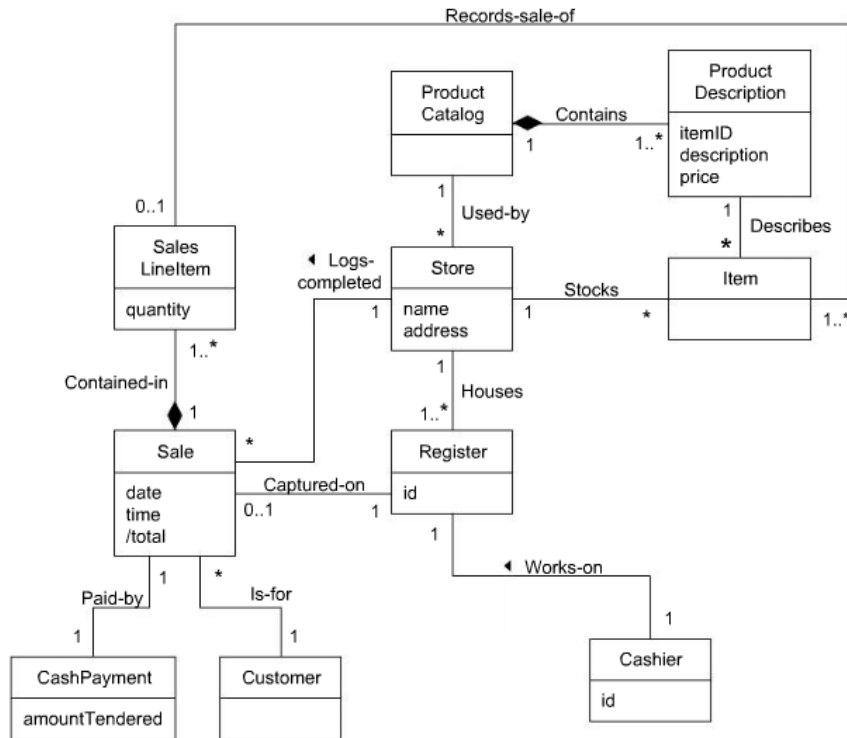 Records-sale-of
Product
Catalog
Contains
1
1..*
Product
Description
itemID
description
price
0..1
1
Used-by
*
1
Describes
*
Sales
LineItem
quantity
Logs-
completed
1
Store
name
address
1
Stocks
*
Item
1..*
1..*
Contained-in
1
1
Houses
1..*
Sale
date
time
/total
*
Captured-on
0..1
1
Register
id
1
Works-on
1
Paid-by
1
*
Is-for
1
1
CashPayment
amountTendered
Customer
Cashier
id